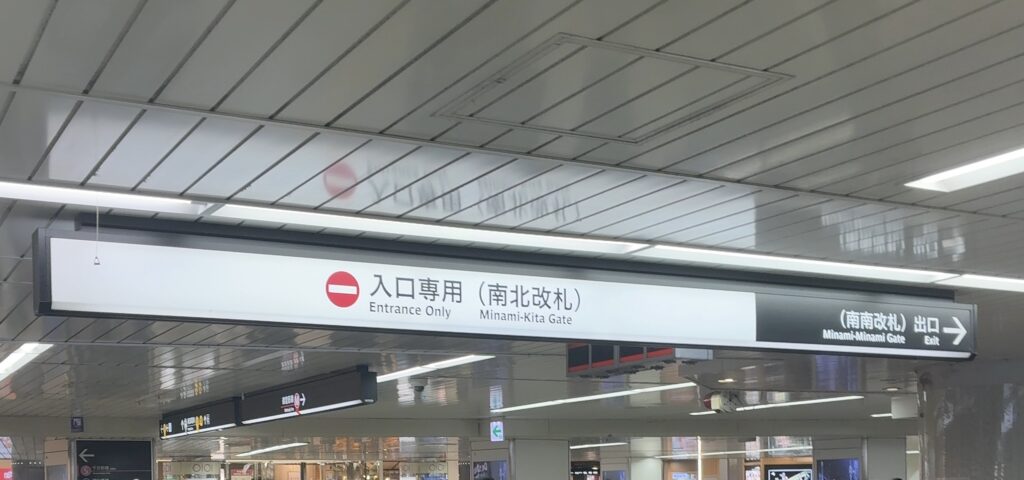 入口専用（南北改札）
Entrance Only Minami-Kita Gate
（南南改札）出口
Minami-Minami Gate Exit